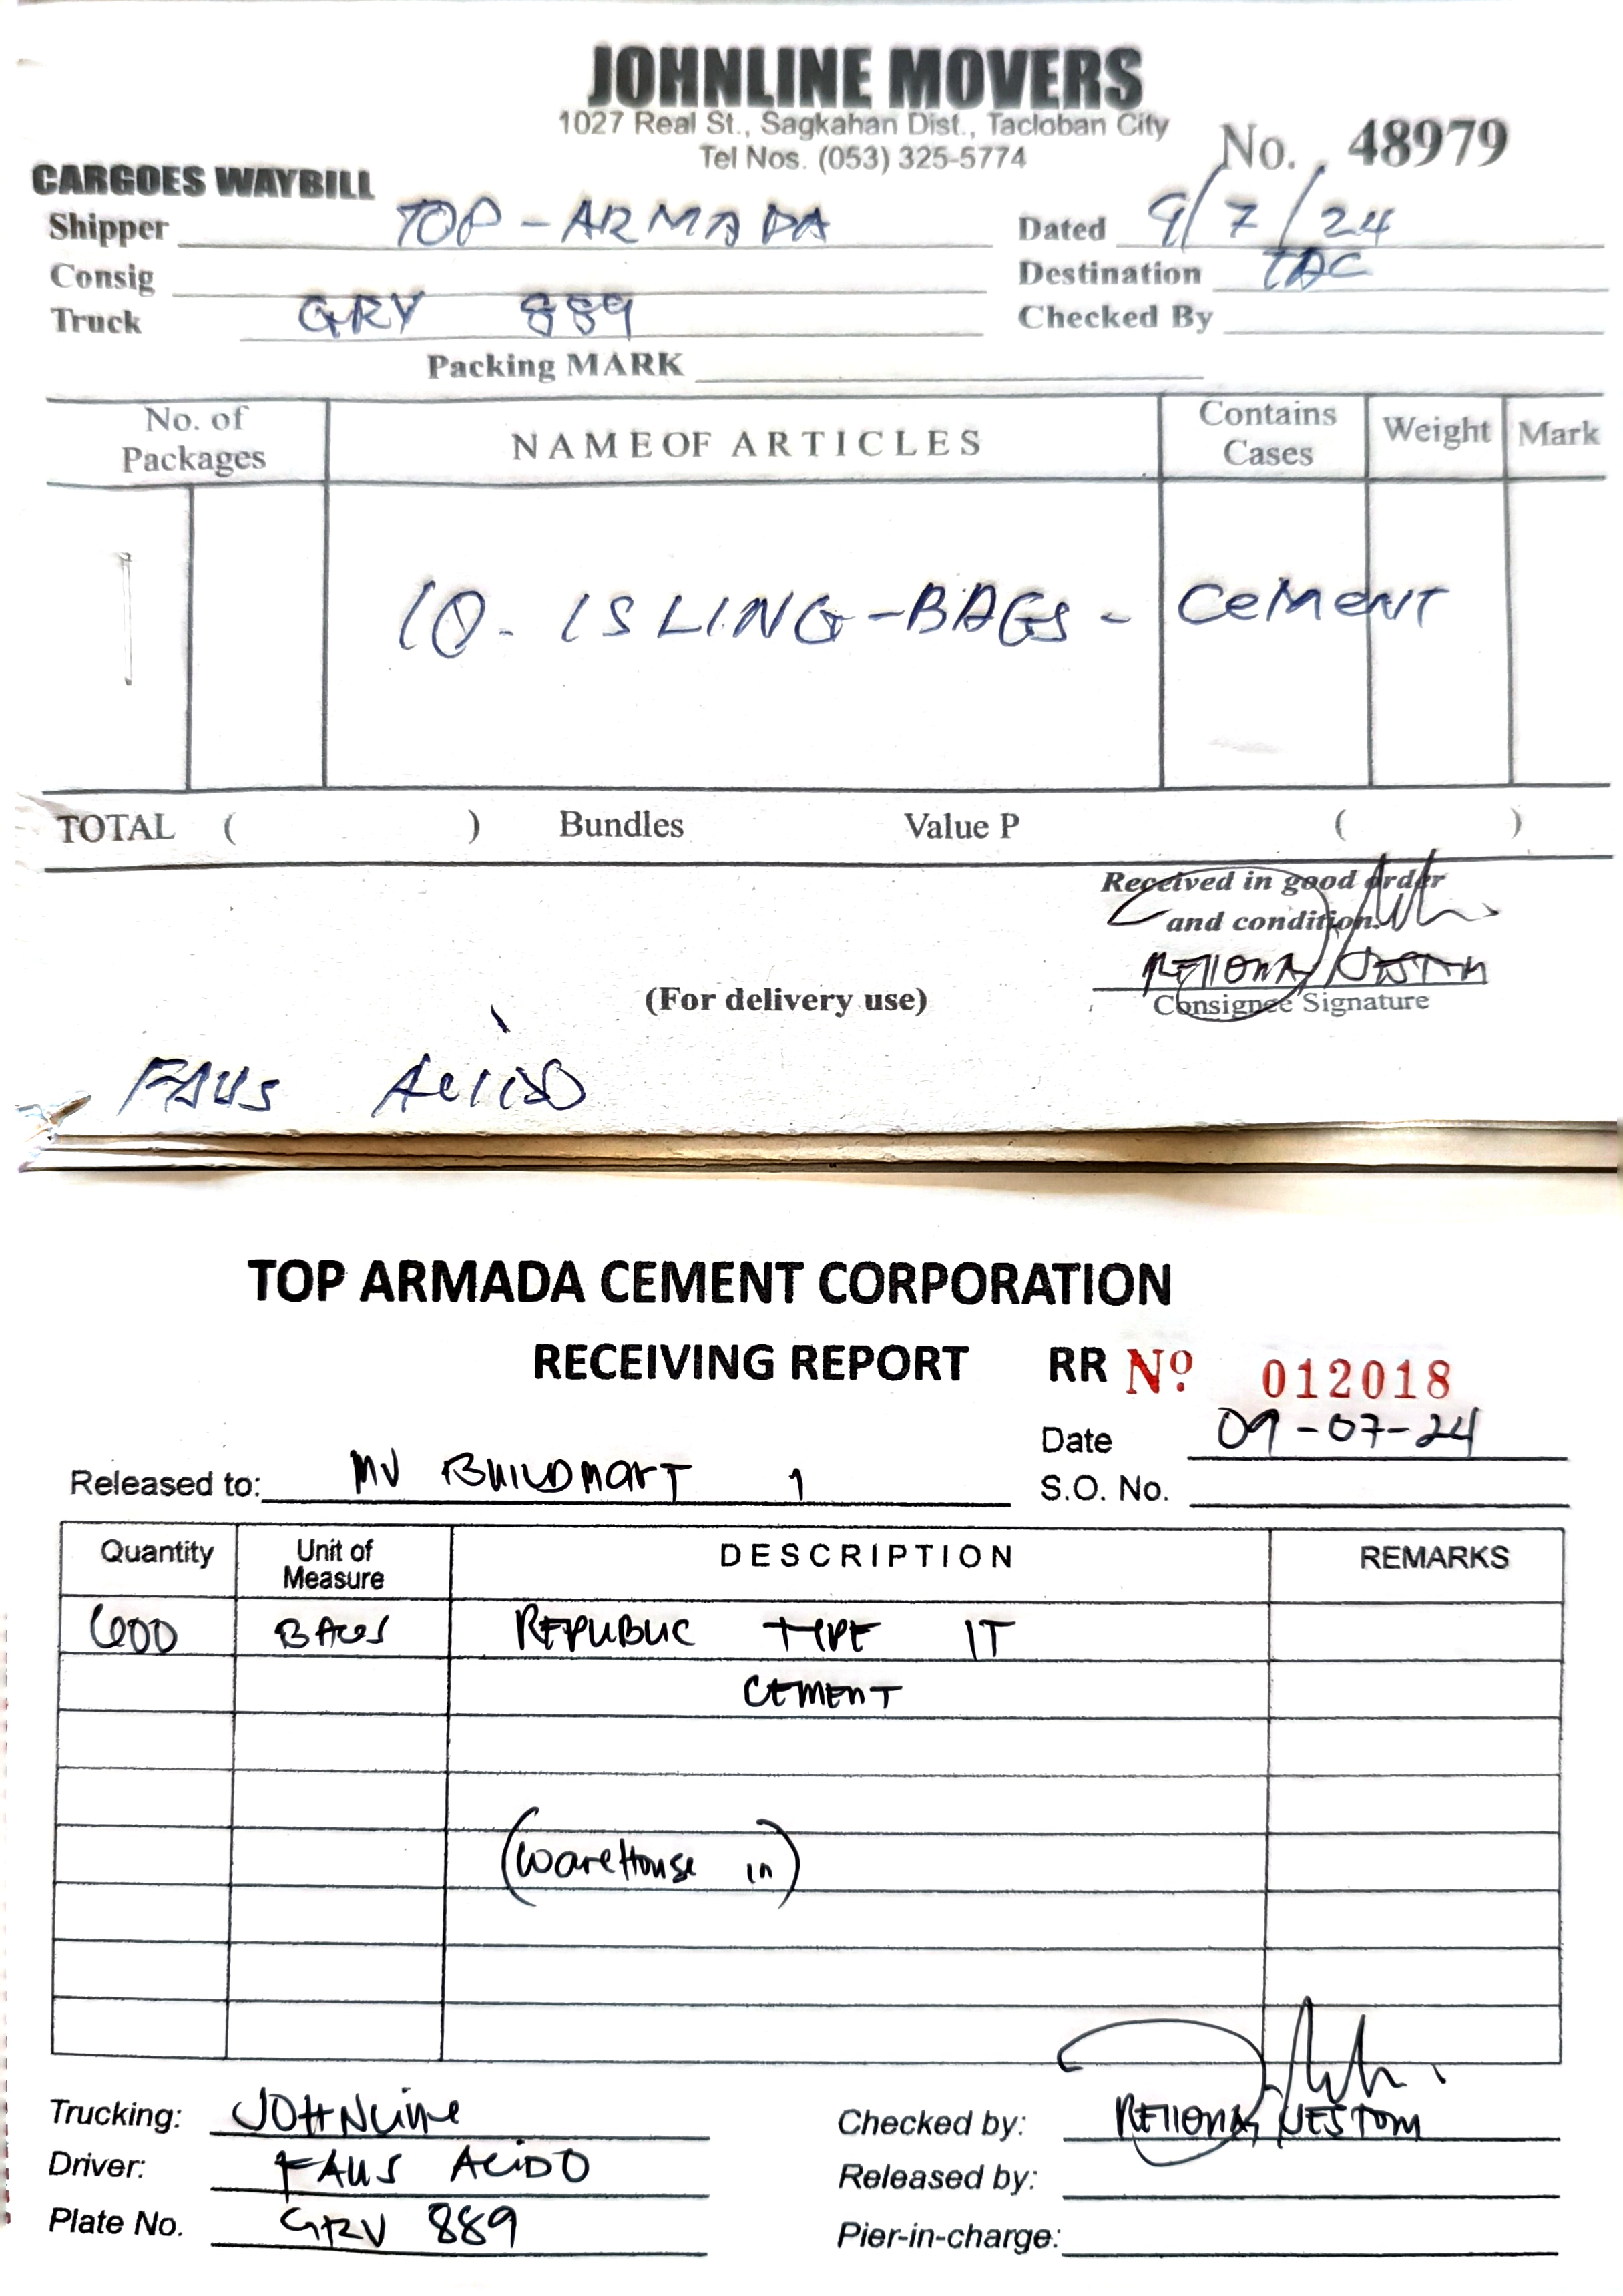 JOHNLINE MOVERS
1027 Real St., Sagkahan Dist., Tacloban City
Tel Nos. (053) 325-5774
No. 48979
CARGOES WAYBILL
Shipper TOP-ARMADA Dated 9/7/24
Consig Destination TAC
Truck GRV 889 Checked By
Packing MARK
No. of Packages NAME OF ARTICLES Contains Cases Weight Mark
10 - 1 SLING-BAGS - CEMENT
TOTAL ( ) Bundles Value P ( )
Received in good order
and condition.
Consignee Signature
(For delivery use)
FAUS ACIDO
TOP ARMADA CEMENT CORPORATION
RECEIVING REPORT RR Nº 012018
Date 09-07-24
Released to: MV BUILDMART 1 S.O. No.
Quantity Unit of Measure DESCRIPTION REMARKS
600 BAGS REPUBLIC TYPE 1T
CEMENT
(WareHouse in)
Trucking: JOHNLINE Checked by:
Driver: FAUS ACIDO Released by:
Plate No. GRV 889 Pier-in-charge: